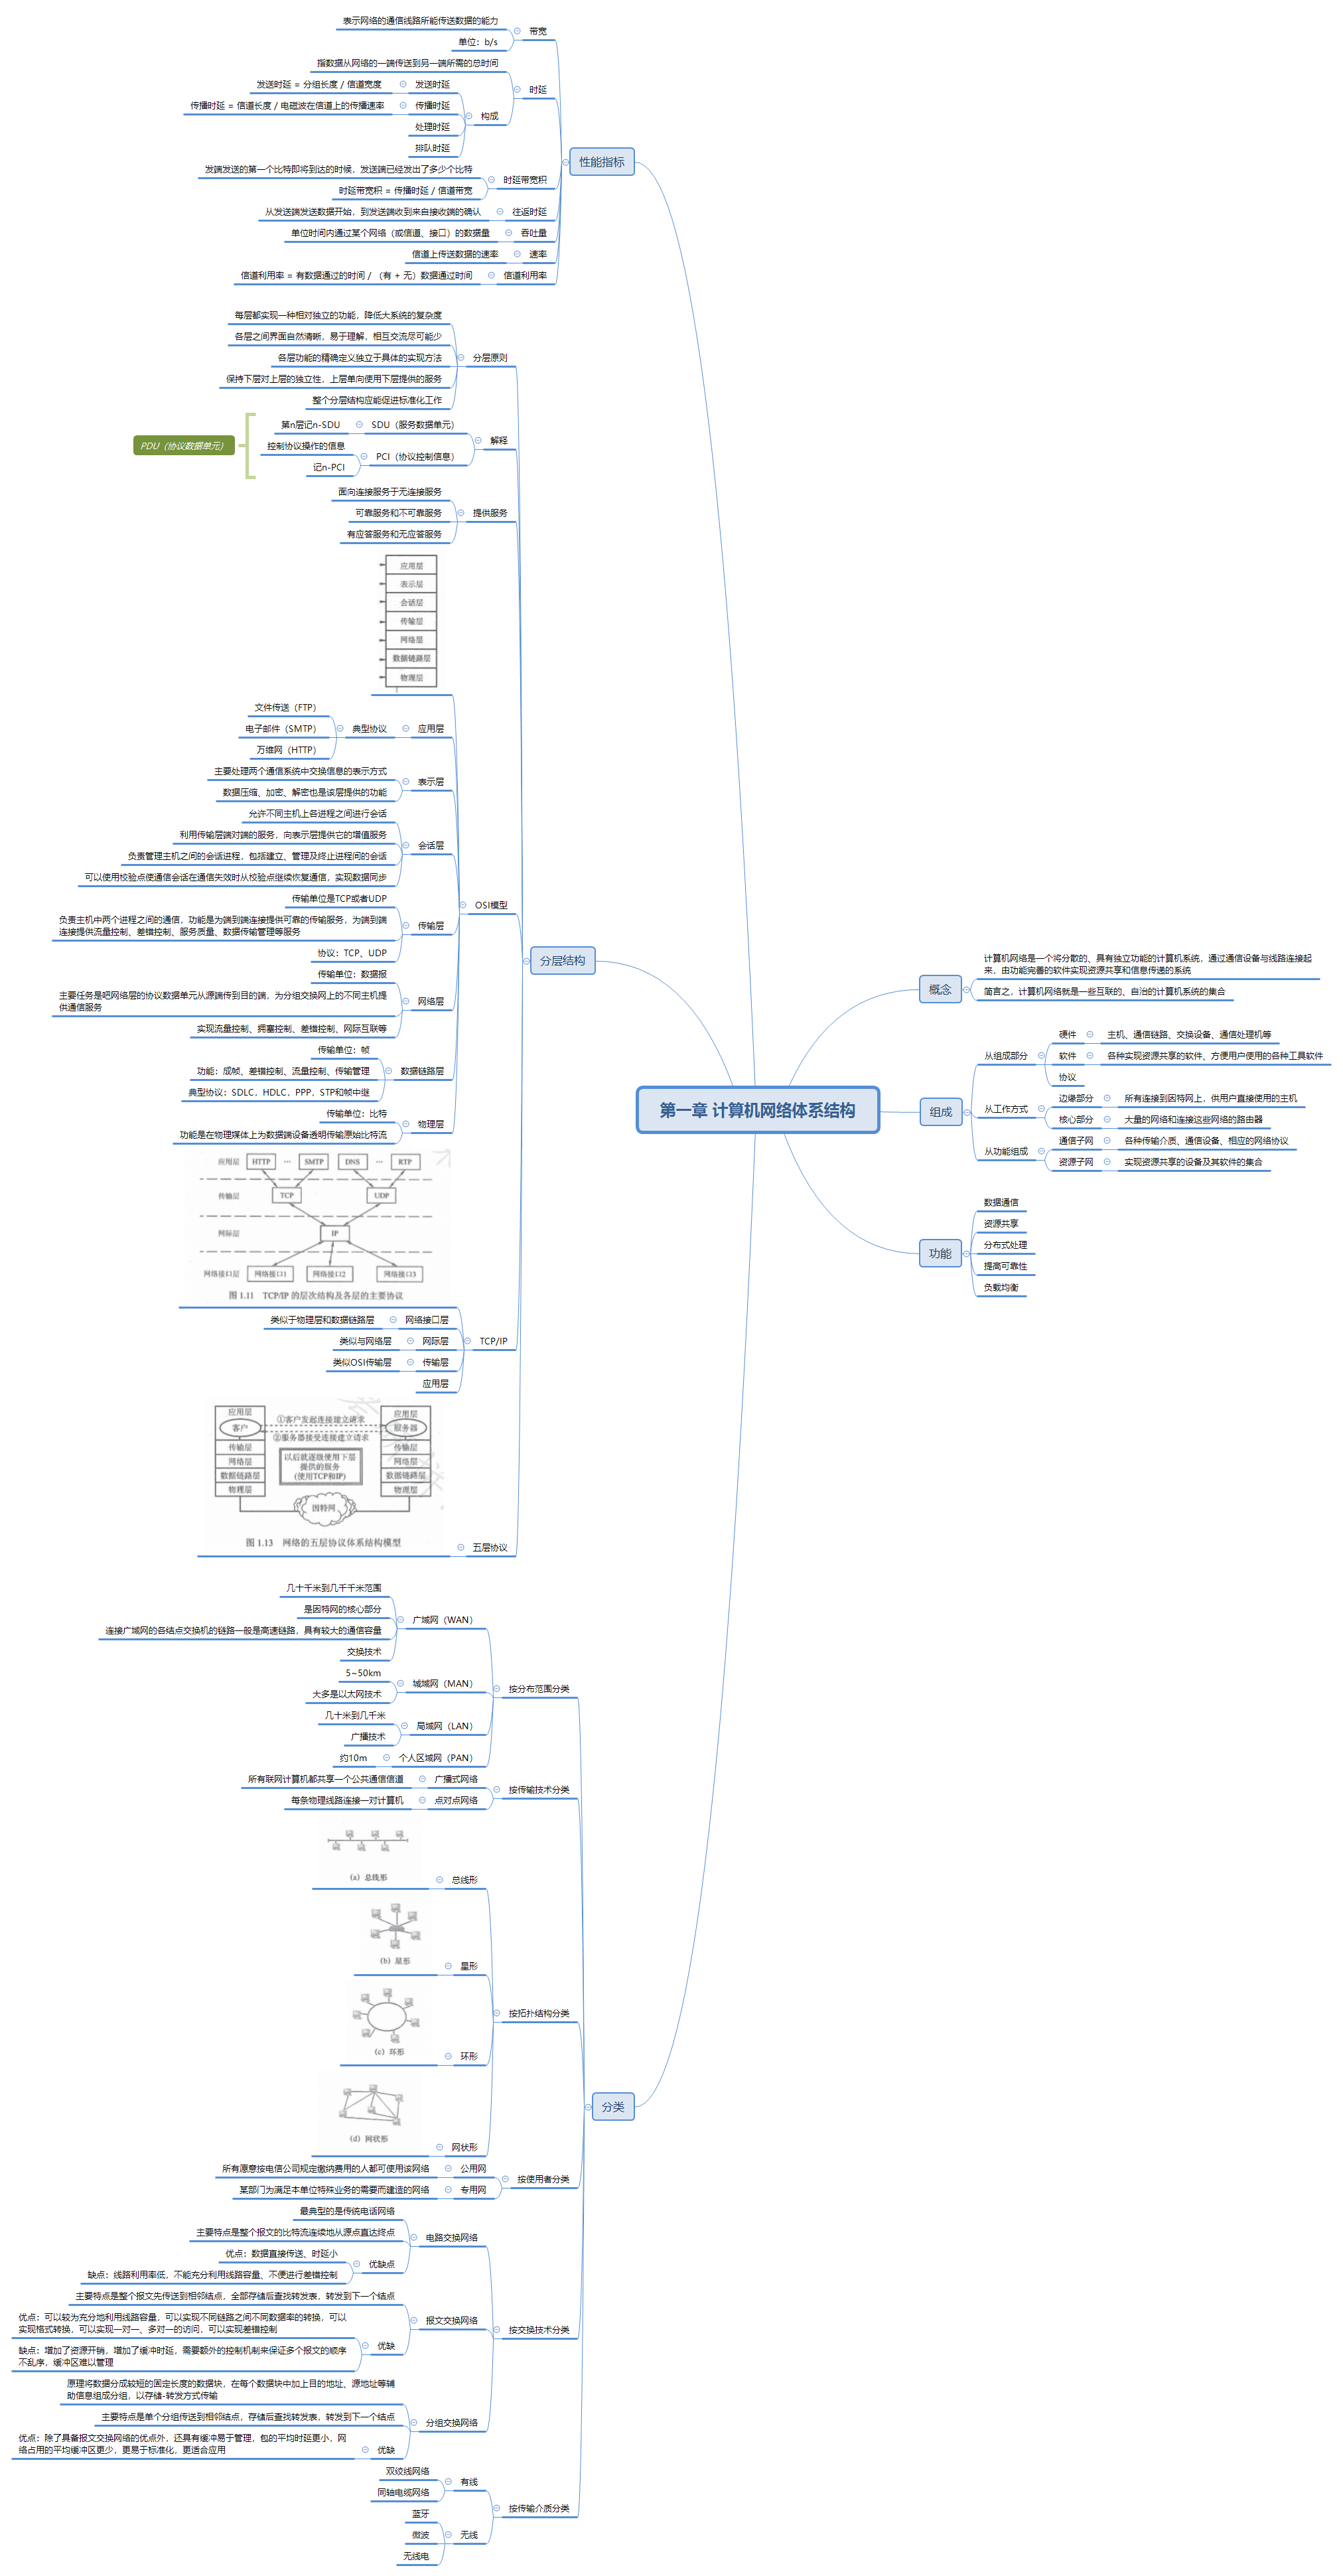 第一章 计算机网络体系结构
概念
计算机网络是一个将分散的、具有独立功能的计算机系统，通过通信设备与线路连接起
来，由功能完善的软件实现资源共享和信息传递的系统
简言之，计算机网络就是一些互联的、自治的计算机系统的集合
组成
从组成部分
硬件
主机、通信链路、交换设备、通信处理机等
软件
各种实现资源共享的软件、方便用户使用的各种工具软件
协议
从工作方式
边缘部分
所有连接到因特网上，供用户直接使用的主机
核心部分
大量的网络和连接这些网络的路由器
从功能组成
通信子网
各种传输介质、通信设备、相应的网络协议
资源子网
实现资源共享的设备及其软件的集合
功能
数据通信
资源共享
分布式处理
提高可靠性
负载均衡
性能指标
带宽
表示网络的通信线路所能传送数据的能力
单位：b/s
时延
指数据从网络的一端传送到另一端所需的总时间
构成
发送时延
发送时延 = 分组长度 / 信道宽度
传播时延
传播时延 = 信道长度 / 电磁波在信道上的传播速率
处理时延
排队时延
时延带宽积
发端发送的第一个比特即将到达的时候，发送端已经发出了多少个比特
时延带宽积 = 传播时延 / 信道带宽
往返时延
从发送端发送数据开始，到发送端收到来自接收端的确认
吞吐量
单位时间内通过某个网络（或信道、接口）的数据量
速率
信道上传送数据的速率
信道利用率
信道利用率 = 有数据通过的时间 / （有 + 无）数据通过时间
分层结构
分层原则
每层都实现一种相对独立的功能，降低大系统的复杂度
各层之间界面自然清晰，易于理解，相互交流尽可能少
各层功能的精确定义独立于具体的实现方法
保持下层对上层的独立性，上层单向使用下层提供的服务
整个分层结构应能促进标准化工作
解释
SDU（服务数据单元）
第n层记n-SDU
PCI（协议控制信息）
控制协议操作的信息
记n-PCI
PDU（协议数据单元）
提供服务
面向连接服务于无连接服务
可靠服务和不可靠服务
有应答服务和无应答服务
OSI模型
应用层
表示层
会话层
传输层
网络层
数据链路层
物理层
应用层
典型协议
文件传送（FTP）
电子邮件（SMTP）
万维网（HTTP）
表示层
主要处理两个通信系统中交换信息的表示方式
数据压缩、加密、解密也是该层提供的功能
会话层
允许不同主机上各进程之间进行会话
利用传输层端对端的服务，向表示层提供它的增值服务
负责管理主机之间的会话进程，包括建立、管理及终止进程间的会话
可以使用校验点使通信会话在通信失效时从校验点继续恢复通信，实现数据同步
传输层
传输单位是TCP或者UDP
负责主机中两个进程之间的通信，功能是为端到端连接提供可靠的传输服务，为端到端
连接提供流量控制、差错控制、服务质量、数据传输管理等服务
协议：TCP、UDP
网络层
传输单位：数据报
主要任务是吧网络层的协议数据单元从源端传到目的端，为分组交换网上的不同主机提
供通信服务
实现流量控制、拥塞控制、差错控制、网际互联等
数据链路层
传输单位：帧
功能：成帧、差错控制、流量控制、传输管理
典型协议：SDLC，HDLC，PPP，STP和帧中继
物理层
传输单位：比特
功能是在物理媒体上为数据端设备透明传输原始比特流
TCP/IP
应用层 HTTP ··· SMTP DNS ··· RTP
传输层 TCP UDP
网际层 IP
网络接口层 网络接口1 网络接口2 网络接口3
图 1.11 TCP/IP 的层次结构及各层的主要协议
网络接口层
类似于物理层和数据链路层
网际层
类似与网络层
传输层
类似OSI传输层
应用层
五层协议
应用层 应用层
客户 ①客户发起连接建立请求 服务器
②服务器接受连接建立请求
传输层 传输层
网络层 网络层
数据链路层 数据链路层
物理层 物理层
以后就逐级使用下层
提供的服务
(使用TCP和IP)
因特网
图 1.13 网络的五层协议体系结构模型
分类
按分布范围分类
广域网（WAN）
几十千米到几千千米范围
是因特网的核心部分
连接广域网的各结点交换机的链路一般是高速链路，具有较大的通信容量
交换技术
城域网（MAN）
5~50km
大多是以太网技术
局域网（LAN）
几十米到几千米
广播技术
个人区域网（PAN）
约10m
按传输技术分类
广播式网络
所有联网计算机都共享一个公共通信信道
点对点网络
每条物理线路连接一对计算机
按拓扑结构分类
总线形
(a) 总线形
星形
(b) 星形
环形
(c) 环形
网状形
(d) 网状形
按使用者分类
公用网
所有愿意按电信公司规定缴纳费用的人都可使用该网络
专用网
某部门为满足本单位特殊业务的需要而建造的网络
按交换技术分类
电路交换网络
最典型的是传统电话网络
主要特点是整个报文的比特流连续地从源点直达终点
优缺点
优点：数据直接传送、时延小
缺点：线路利用率低，不能充分利用线路容量、不便进行差错控制
报文交换网络
主要特点是整个报文先传送到相邻结点，全部存储后查找转发表，转发到下一个结点
优缺
优点：可以较为充分地利用线路容量，可以实现不同链路之间不同数据率的转换，可以
实现格式转换，可以实现一对一、多对一的访问，可以实现差错控制
缺点：增加了资源开销，增加了缓冲时延，需要额外的控制机制来保证多个报文的顺序
不乱序，缓冲区难以管理
分组交换网络
原理将数据分成较短的固定长度的数据块，在每个数据块中加上目的地址、源地址等辅
助信息组成分组，以存储-转发方式传输
主要特点是单个分组传送到相邻结点，存储后查找转发表，转发到下一个结点
优缺
优点：除了具备报文交换网络的优点外，还具有缓冲易于管理，包的平均时延更小，网
络占用的平均缓冲区更少，更易于标准化，更适合应用
按传输介质分类
有线
双绞线网络
同轴电缆网络
无线
蓝牙
微波
无线电